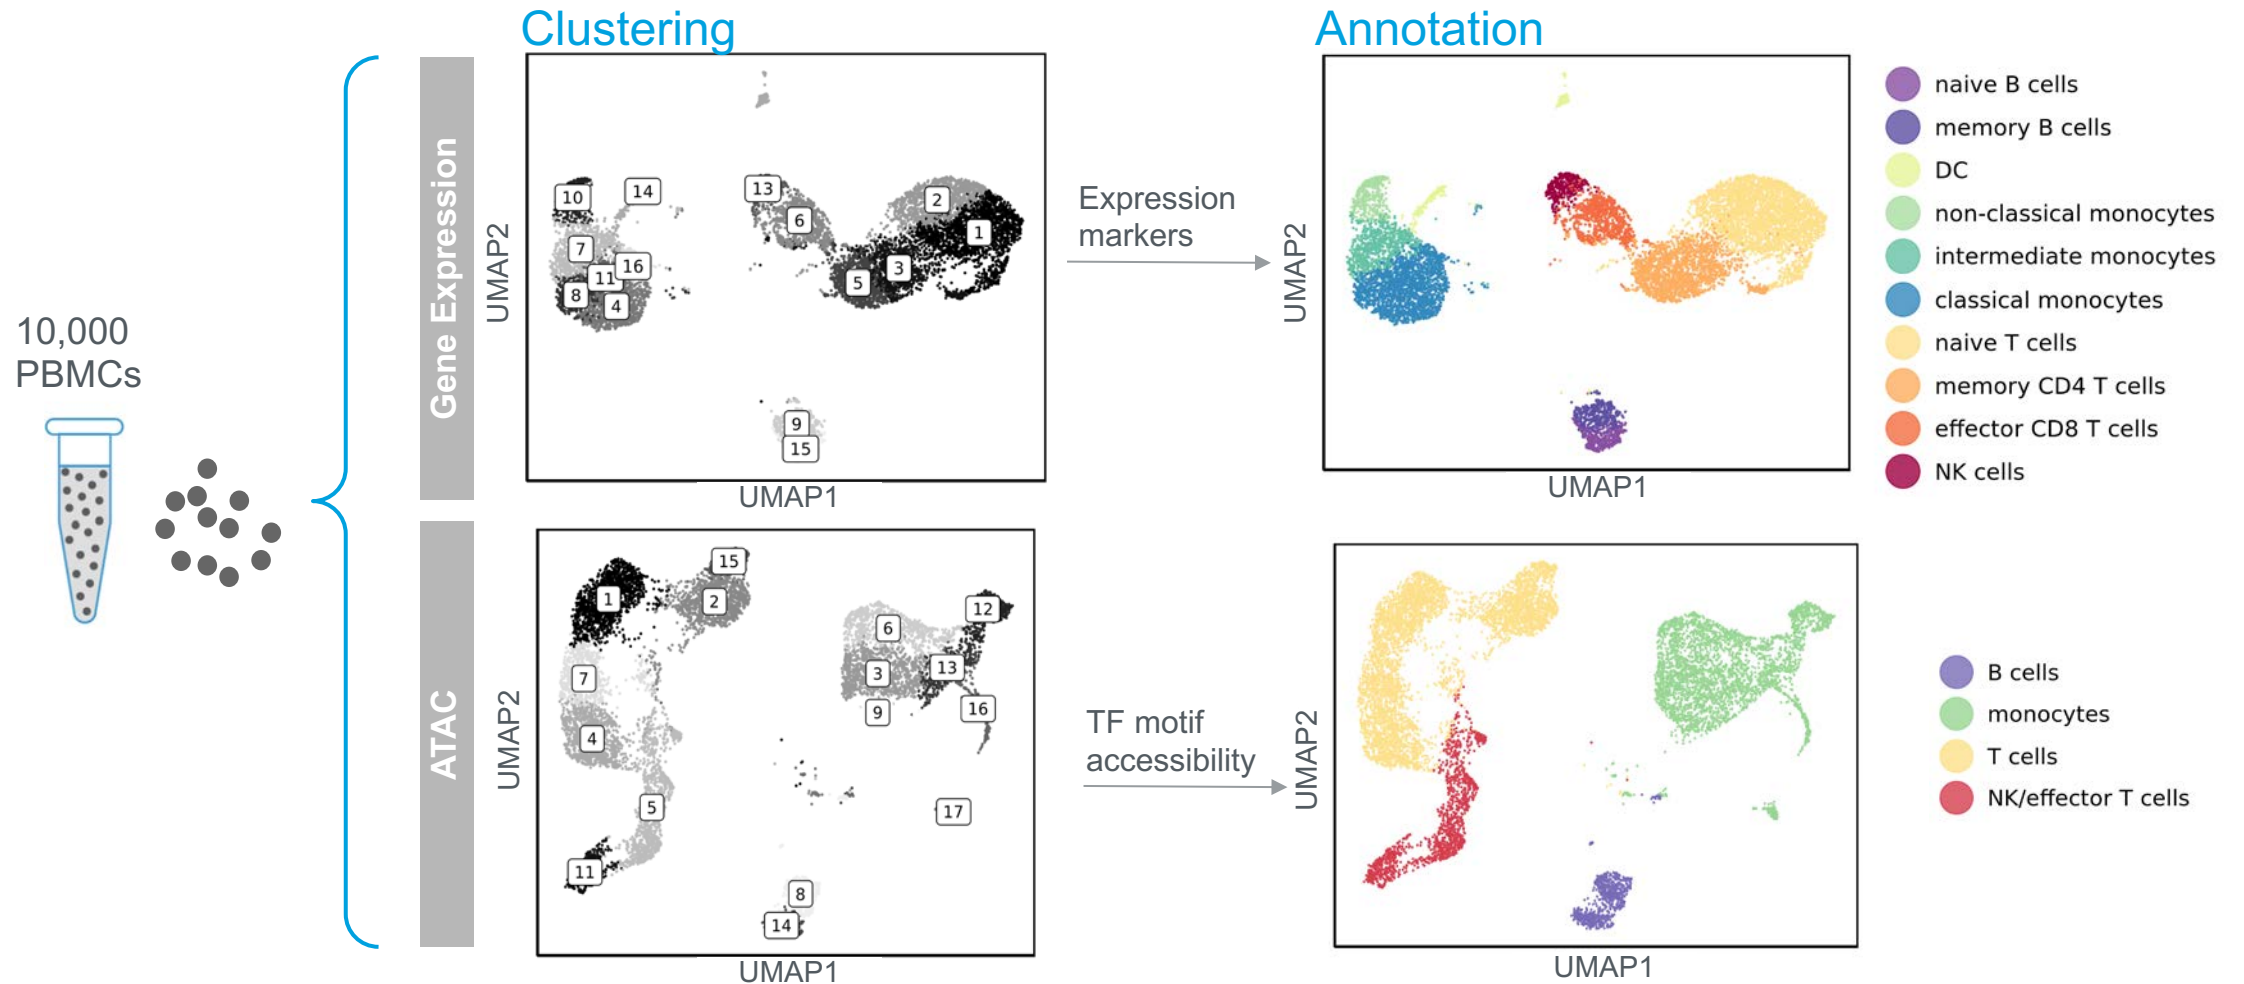 Clustering
Annotation
10,000
PBMCs
Gene Expression
UMAP2
10
14
13
2
6
1
7
16
11
3
5
8
4
9
15
UMAP1
Expression
markers
UMAP2
UMAP1
naive B cells
memory B cells
DC
non-classical monocytes
intermediate monocytes
classical monocytes
naive T cells
memory CD4 T cells
effector CD8 T cells
NK cells
ATAC
UMAP2
15
1
2
12
6
13
3
7
16
9
4
5
17
11
8
14
UMAP1
TF motif
accessibility
UMAP2
UMAP1
B cells
monocytes
T cells
NK/effector T cells